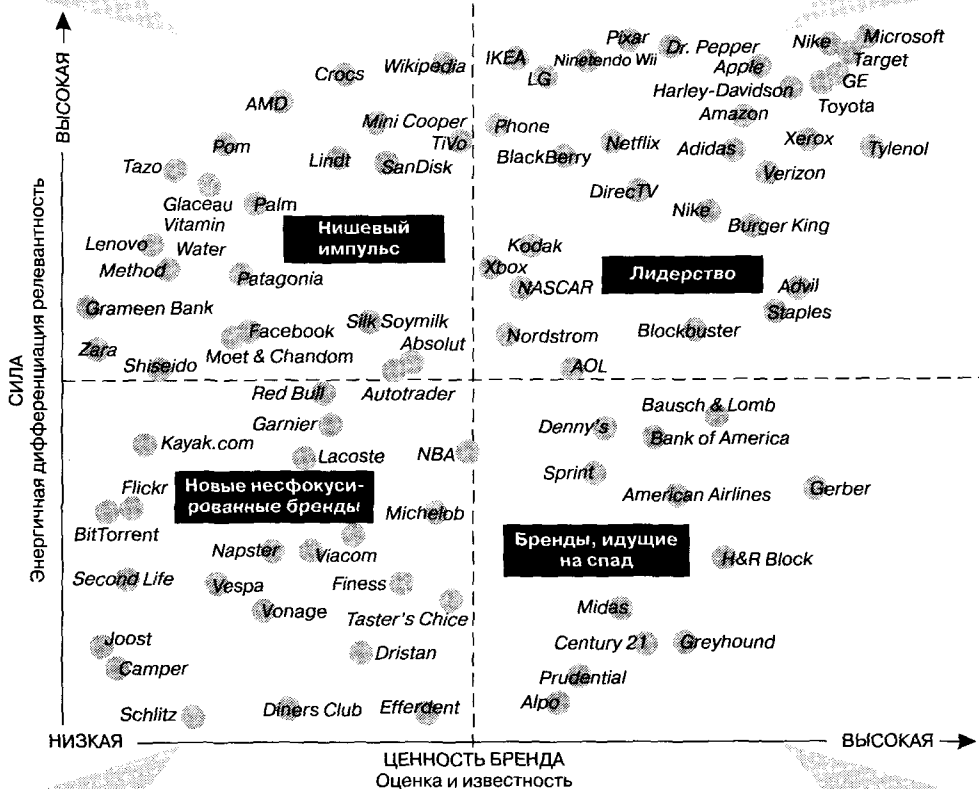 ВЫСОКАЯ
СИЛА
Энергичная дифференциация релевантность
Crocs
Wikipedia
AMD
Mini Cooper
TiVo
Pom
Lindt
SanDisk
Tazo
Glaceau
Vitamin
Water
Palm
Нишевый
импульс
Lenovo
Method
Patagonia
Grameen Bank
Facebook
Silk Soymilk
Zara
Moet & Chandom
Absolut
Shiseido
Autotrader
IKEA
LG
Ninetendo Wii
Pixar
Dr. Pepper
Apple
Nike
Microsoft
Target
GE
Harley-Davidson
Toyota
Amazon
Phone
BlackBerry
Netflix
Adidas
Xerox
Tylenol
Verizon
DirecTV
Nike
Burger King
Kodak
Xbox
NASCAR
Лидерство
Advil
Staples
Nordstrom
Blockbuster
AOL
Red Bull
Garnier
Kayak.com
Lacoste
NBA
Flickr
Новые несфокуси-
рованные бренды
Michelob
BitTorrent
Napster
Viacom
Second Life
Vespa
Finess
Vonage
Taster's Chice
Joost
Camper
Dristan
Schlitz
Diners Club
Efferdent
Bausch & Lomb
Denny's
Bank of America
Sprint
American Airlines
Gerber
Бренды, идущие
на спад
H&R Block
Midas
Century 21
Greyhound
Prudential
Alpo
НИЗКАЯ
ЦЕННОСТЬ БРЕНДА
Оценка и известность
ВЫСОКАЯ